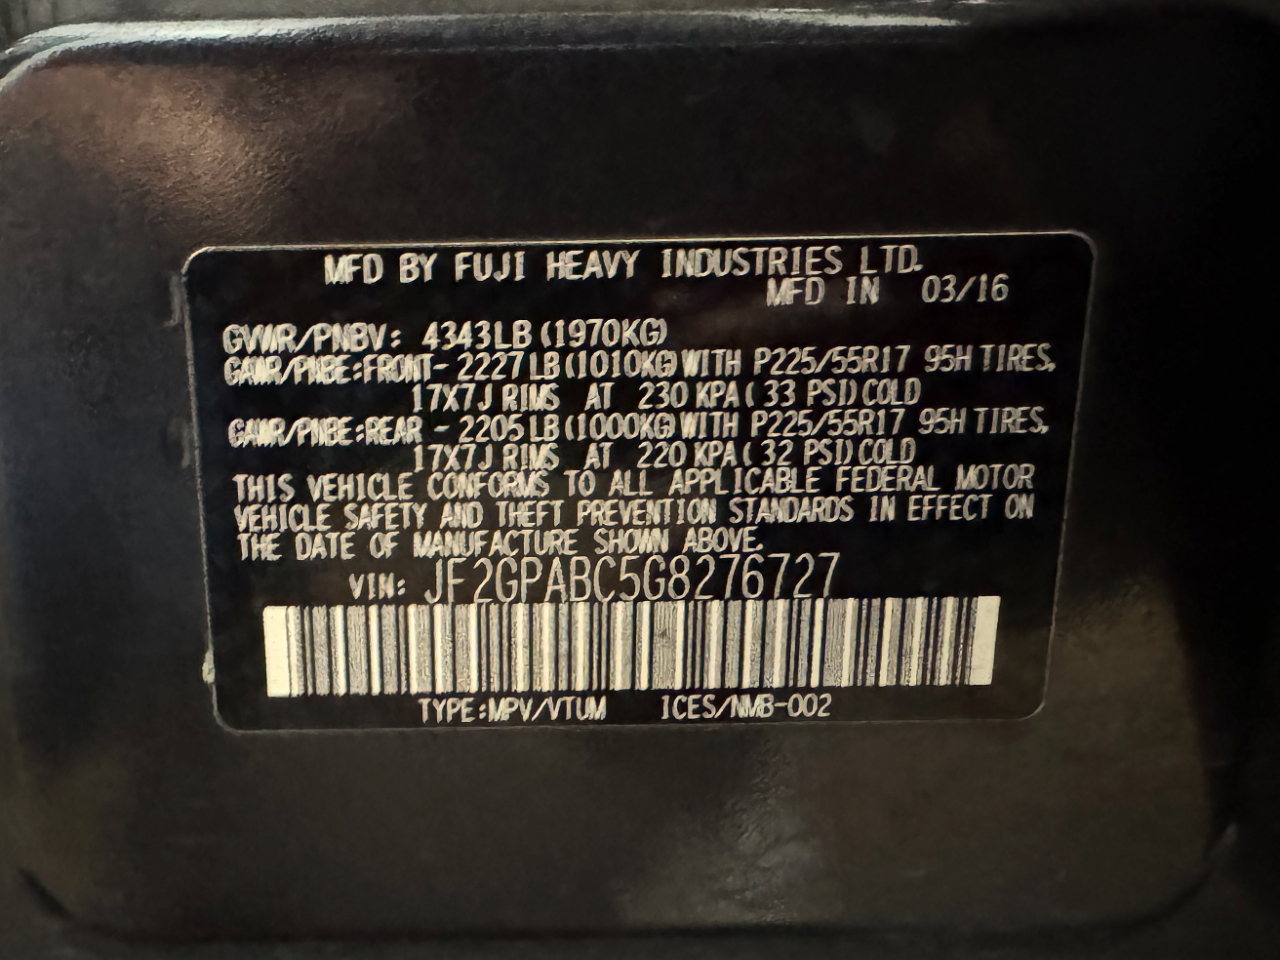 MFD BY FUJI HEAVY INDUSTRIES LTD.
MFD IN 03/16
GVWR/PNBV: 4343LB (1970KG)
GAWR/PNBE:FRONT- 2227LB(1010KG)WITH P225/55R17 95H TIRES,
17X7J RIMS AT 230 KPA( 33 PSI)COLD
GAWR/PNBE:REAR - 2205LB(1000KG)WITH P225/55R17 95H TIRES,
17X7J RIMS AT 220 KPA( 32 PSI)COLD
THIS VEHICLE CONFORMS TO ALL APPLICABLE FEDERAL MOTOR
VEHICLE SAFETY AND THEFT PREVENTION STANDARDS IN EFFECT ON
THE DATE OF MANUFACTURE SHOWN ABOVE.
VIN: JF2GPABC5G8276727
TYPE:MPV/VTUM ICES/NMB-002